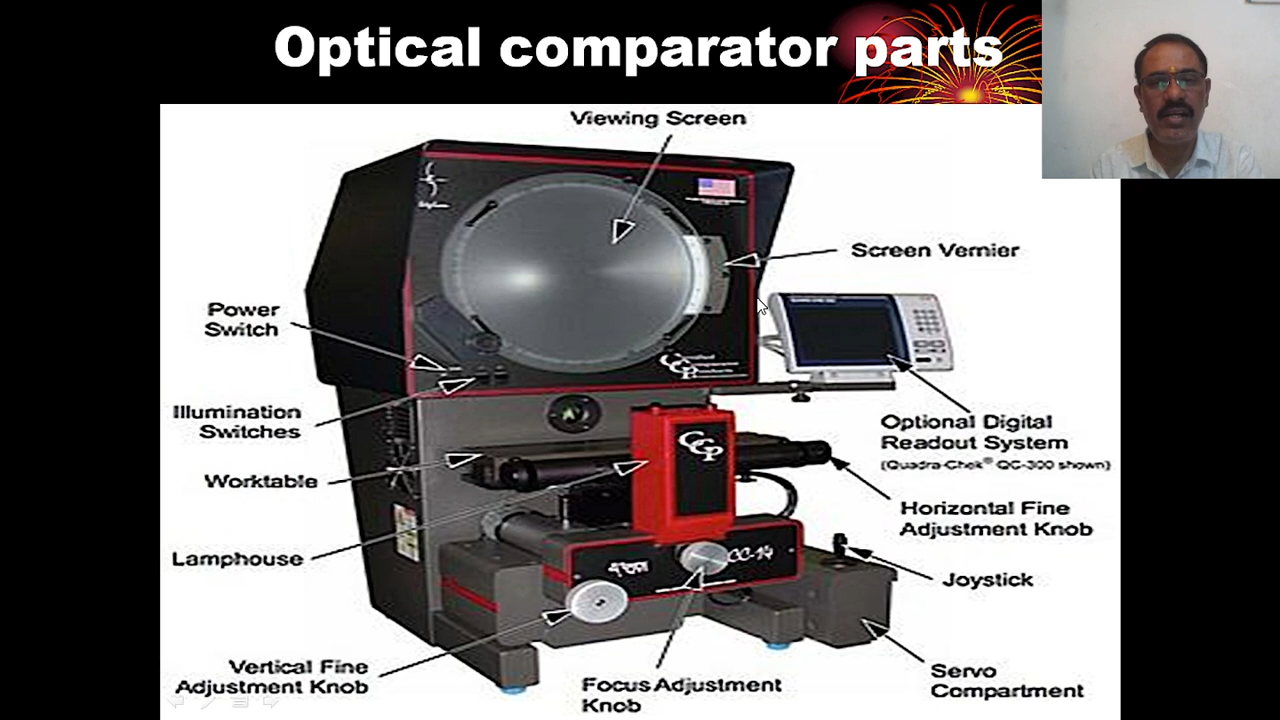 Optical comparator parts
Viewing Screen
Screen Vernier
Power
Switch
Illumination
Switches
Optional Digital
Readout System
(Quadra-Chek® QC-300 shown)
Worktable
Horizontal Fine
Adjustment Knob
Lamphouse
CCP
CC-14
Joystick
Vertical Fine
Adjustment Knob
Focus Adjustment
Knob
Servo
Compartment